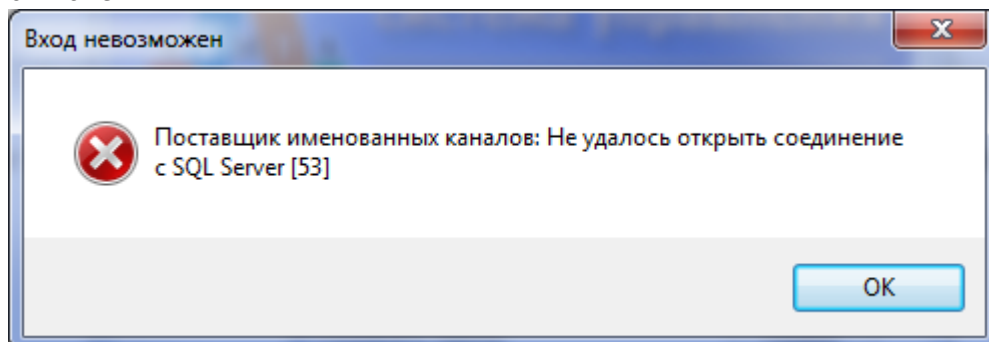 Вход невозможен
Поставщик именованных каналов: Не удалось открыть соединение
с SQL Server [53]
OK